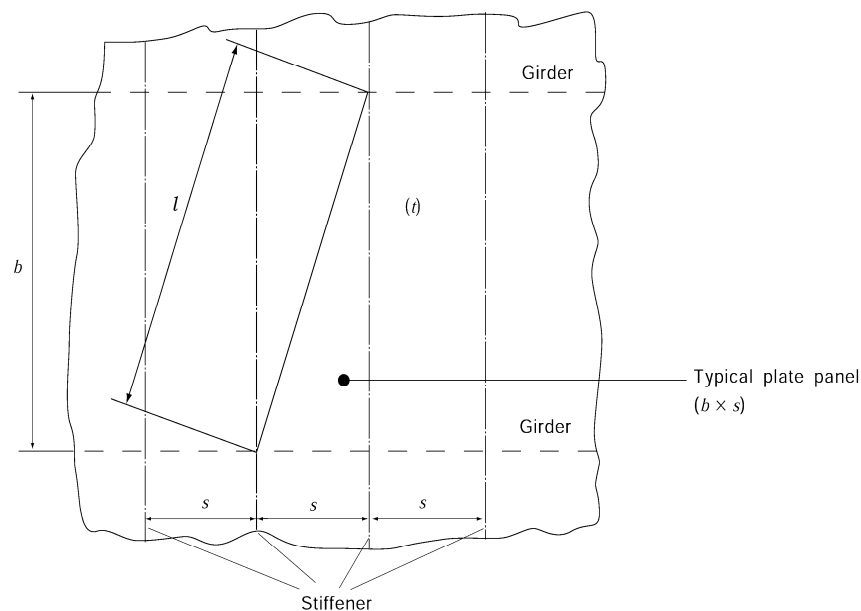 Girder
l
(t)
b
Typical plate panel
(b × s)
Girder
s
s
s
Stiffener